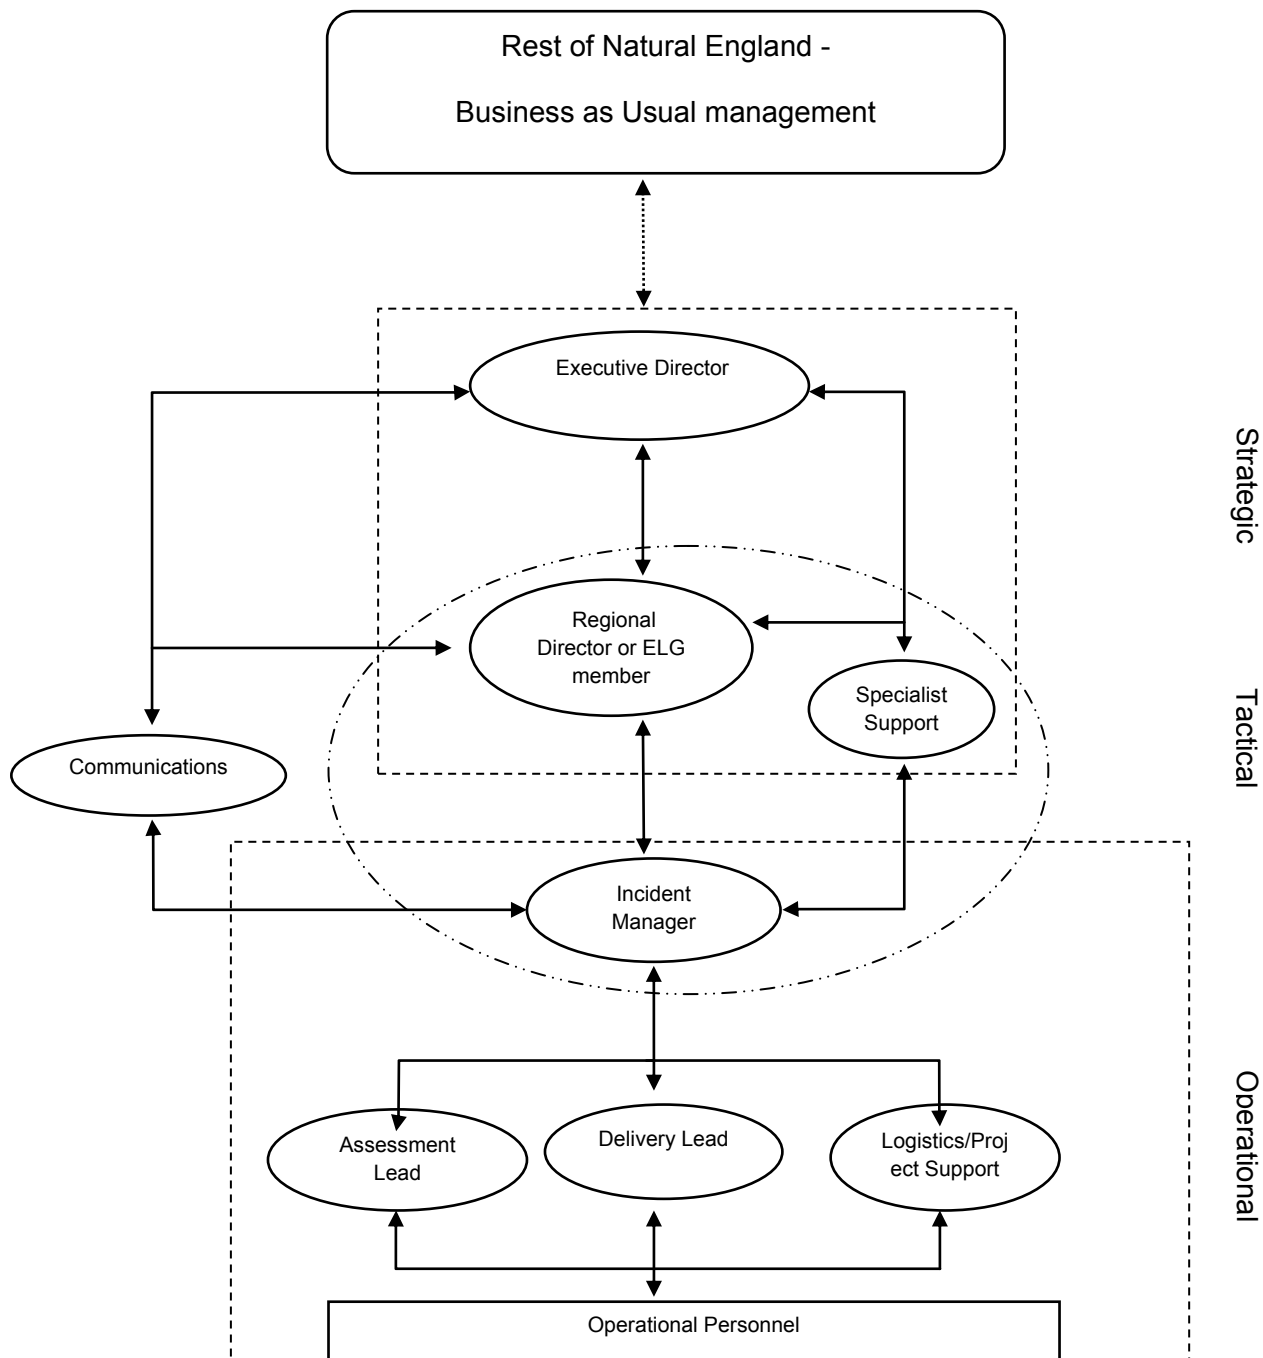 Rest of Natural England -
Business as Usual management
Executive Director
Strategic
Regional
Director or ELG
member
Specialist
Support
Tactical
Communications
Incident
Manager
Assessment
Lead
Delivery Lead
Logistics/Proj
ect Support
Operational
Operational Personnel